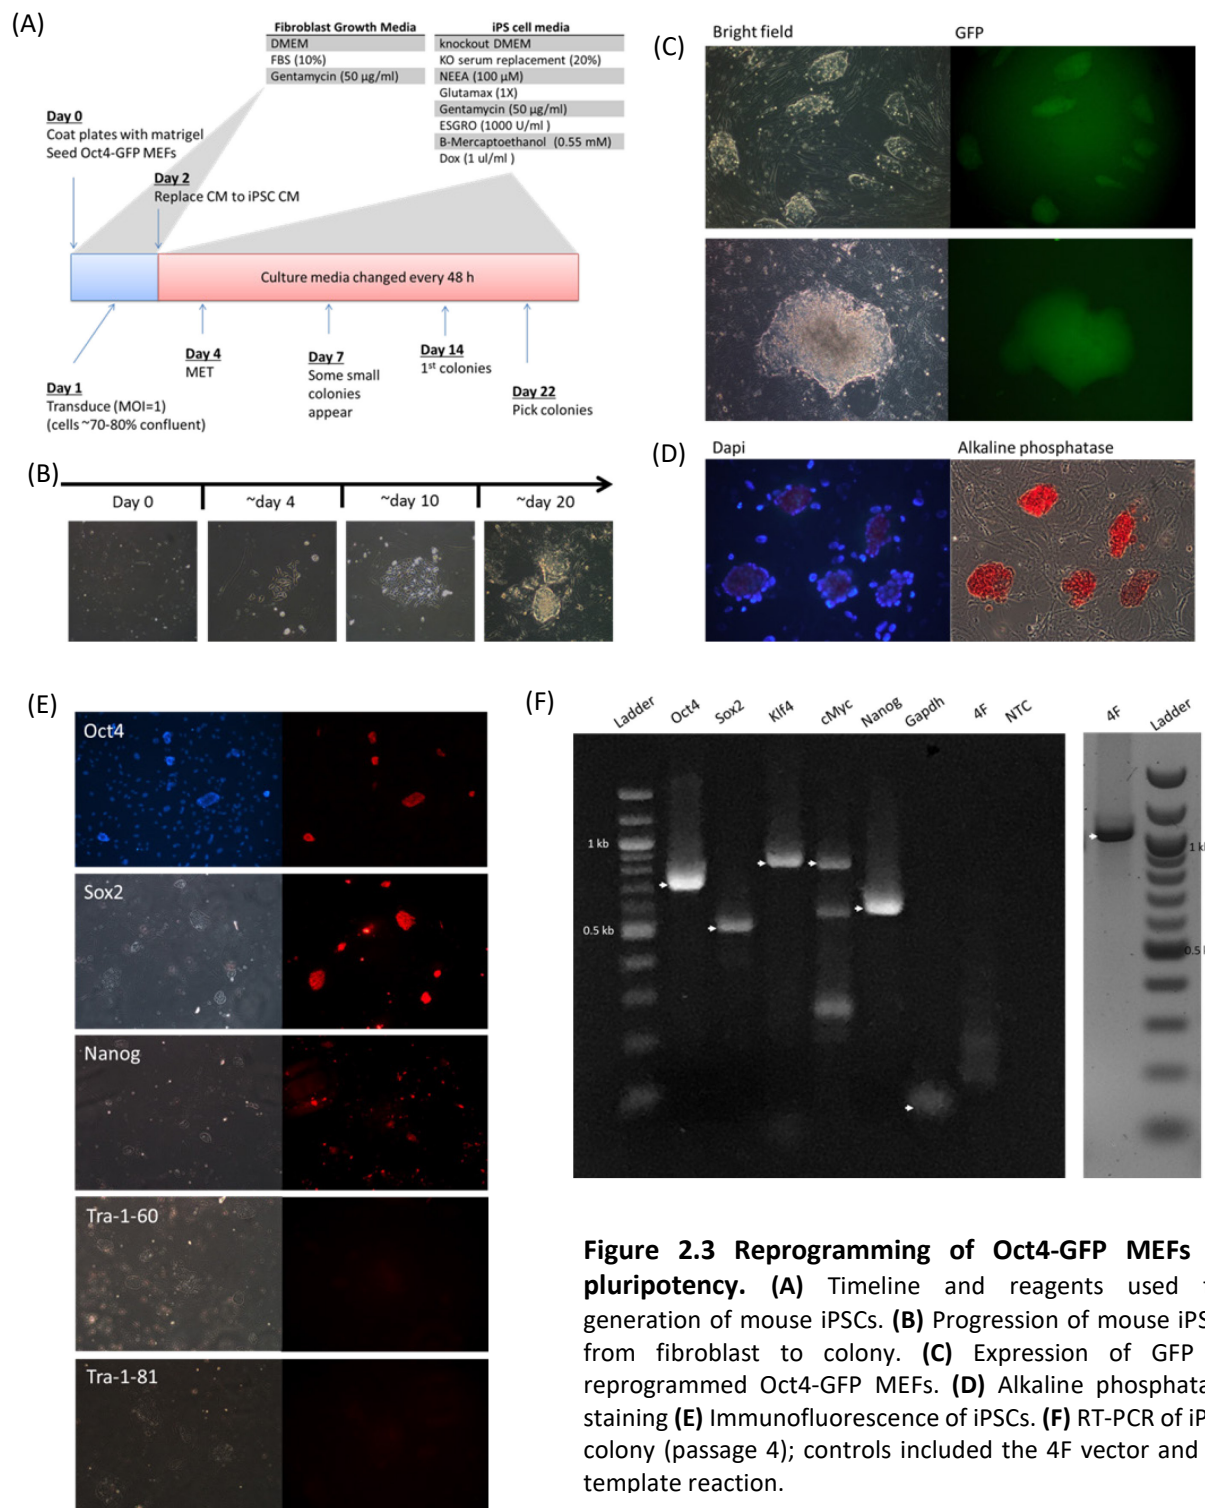 (A)
Fibroblast Growth Media
DMEM
FBS (10%)
Gentamycin (50 µg/ml)
iPS cell media
knockout DMEM
KO serum replacement (20%)
NEEA (100 µM)
Glutamax (1X)
Gentamycin (50 µg/ml)
ESGRO (1000 U/ml )
B-Mercaptoethanol (0.55 mM)
Dox (1 ul/ml )
Day 0
Coat plates with matrigel
Seed Oct4-GFP MEFs
Day 2
Replace CM to iPSC CM
Culture media changed every 48 h
Day 1
Transduce (MOI=1)
(cells ~70-80% confluent)
Day 4
MET
Day 7
Some small
colonies
appear
Day 14
1st colonies
Day 22
Pick colonies
(B)
Day 0
~day 4
~day 10
~day 20
(C)
Bright field
GFP
(D)
Dapi
Alkaline phosphatase
(E)
Oct4
Sox2
Nanog
Tra-1-60
Tra-1-81
(F)
Ladder
Oct4
Sox2
Klf4
cMyc
Nanog
Gapdh
4F
NTC
1 kb
0.5 kb
4F
Ladder
1 k
0.5 k
Figure 2.3 Reprogramming of Oct4-GFP MEFs
pluripotency. (A) Timeline and reagents used
generation of mouse iPSCs. (B) Progression of mouse iPS
from fibroblast to colony. (C) Expression of GFP
reprogrammed Oct4-GFP MEFs. (D) Alkaline phosphata
staining (E) Immunofluorescence of iPSCs. (F) RT-PCR of iP
colony (passage 4); controls included the 4F vector and
template reaction.